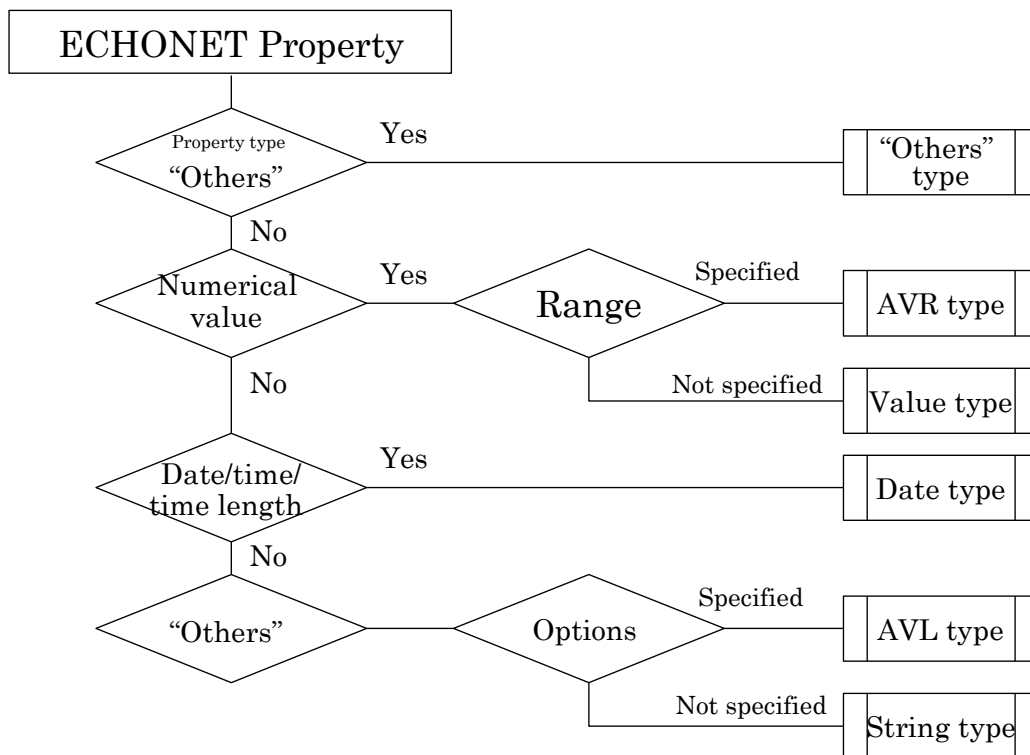 ECHONET Property
Property type
“Others”
Yes
“Others”
type
No
Numerical
value
Yes
Range
Specified
AVR type
Not specified
Value type
No
Date/time/
time length
Yes
Date type
No
“Others”
Options
Specified
AVL type
Not specified
String type